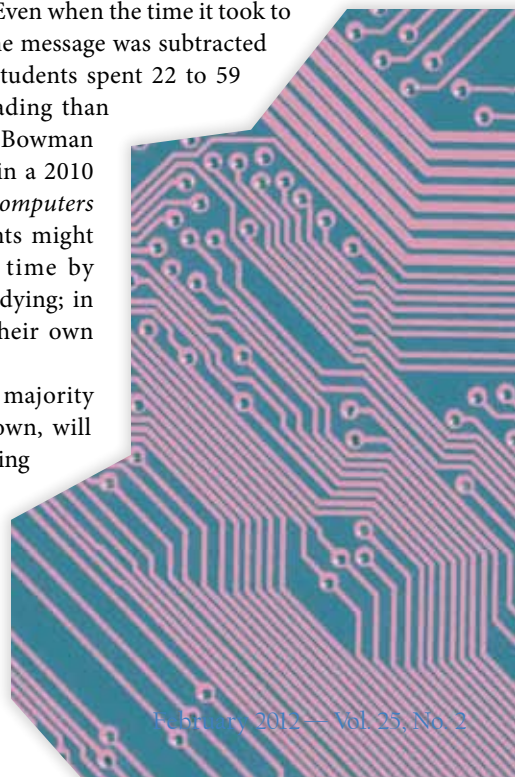 Even when the time it took to
e message was subtracted
tudents spent 22 to 59
ading than
Bowman
in a 2010
omputers
nts might
time by
dying; in
heir own
majority
own, will
ing
February 2012 — Vol. 25, No. 2